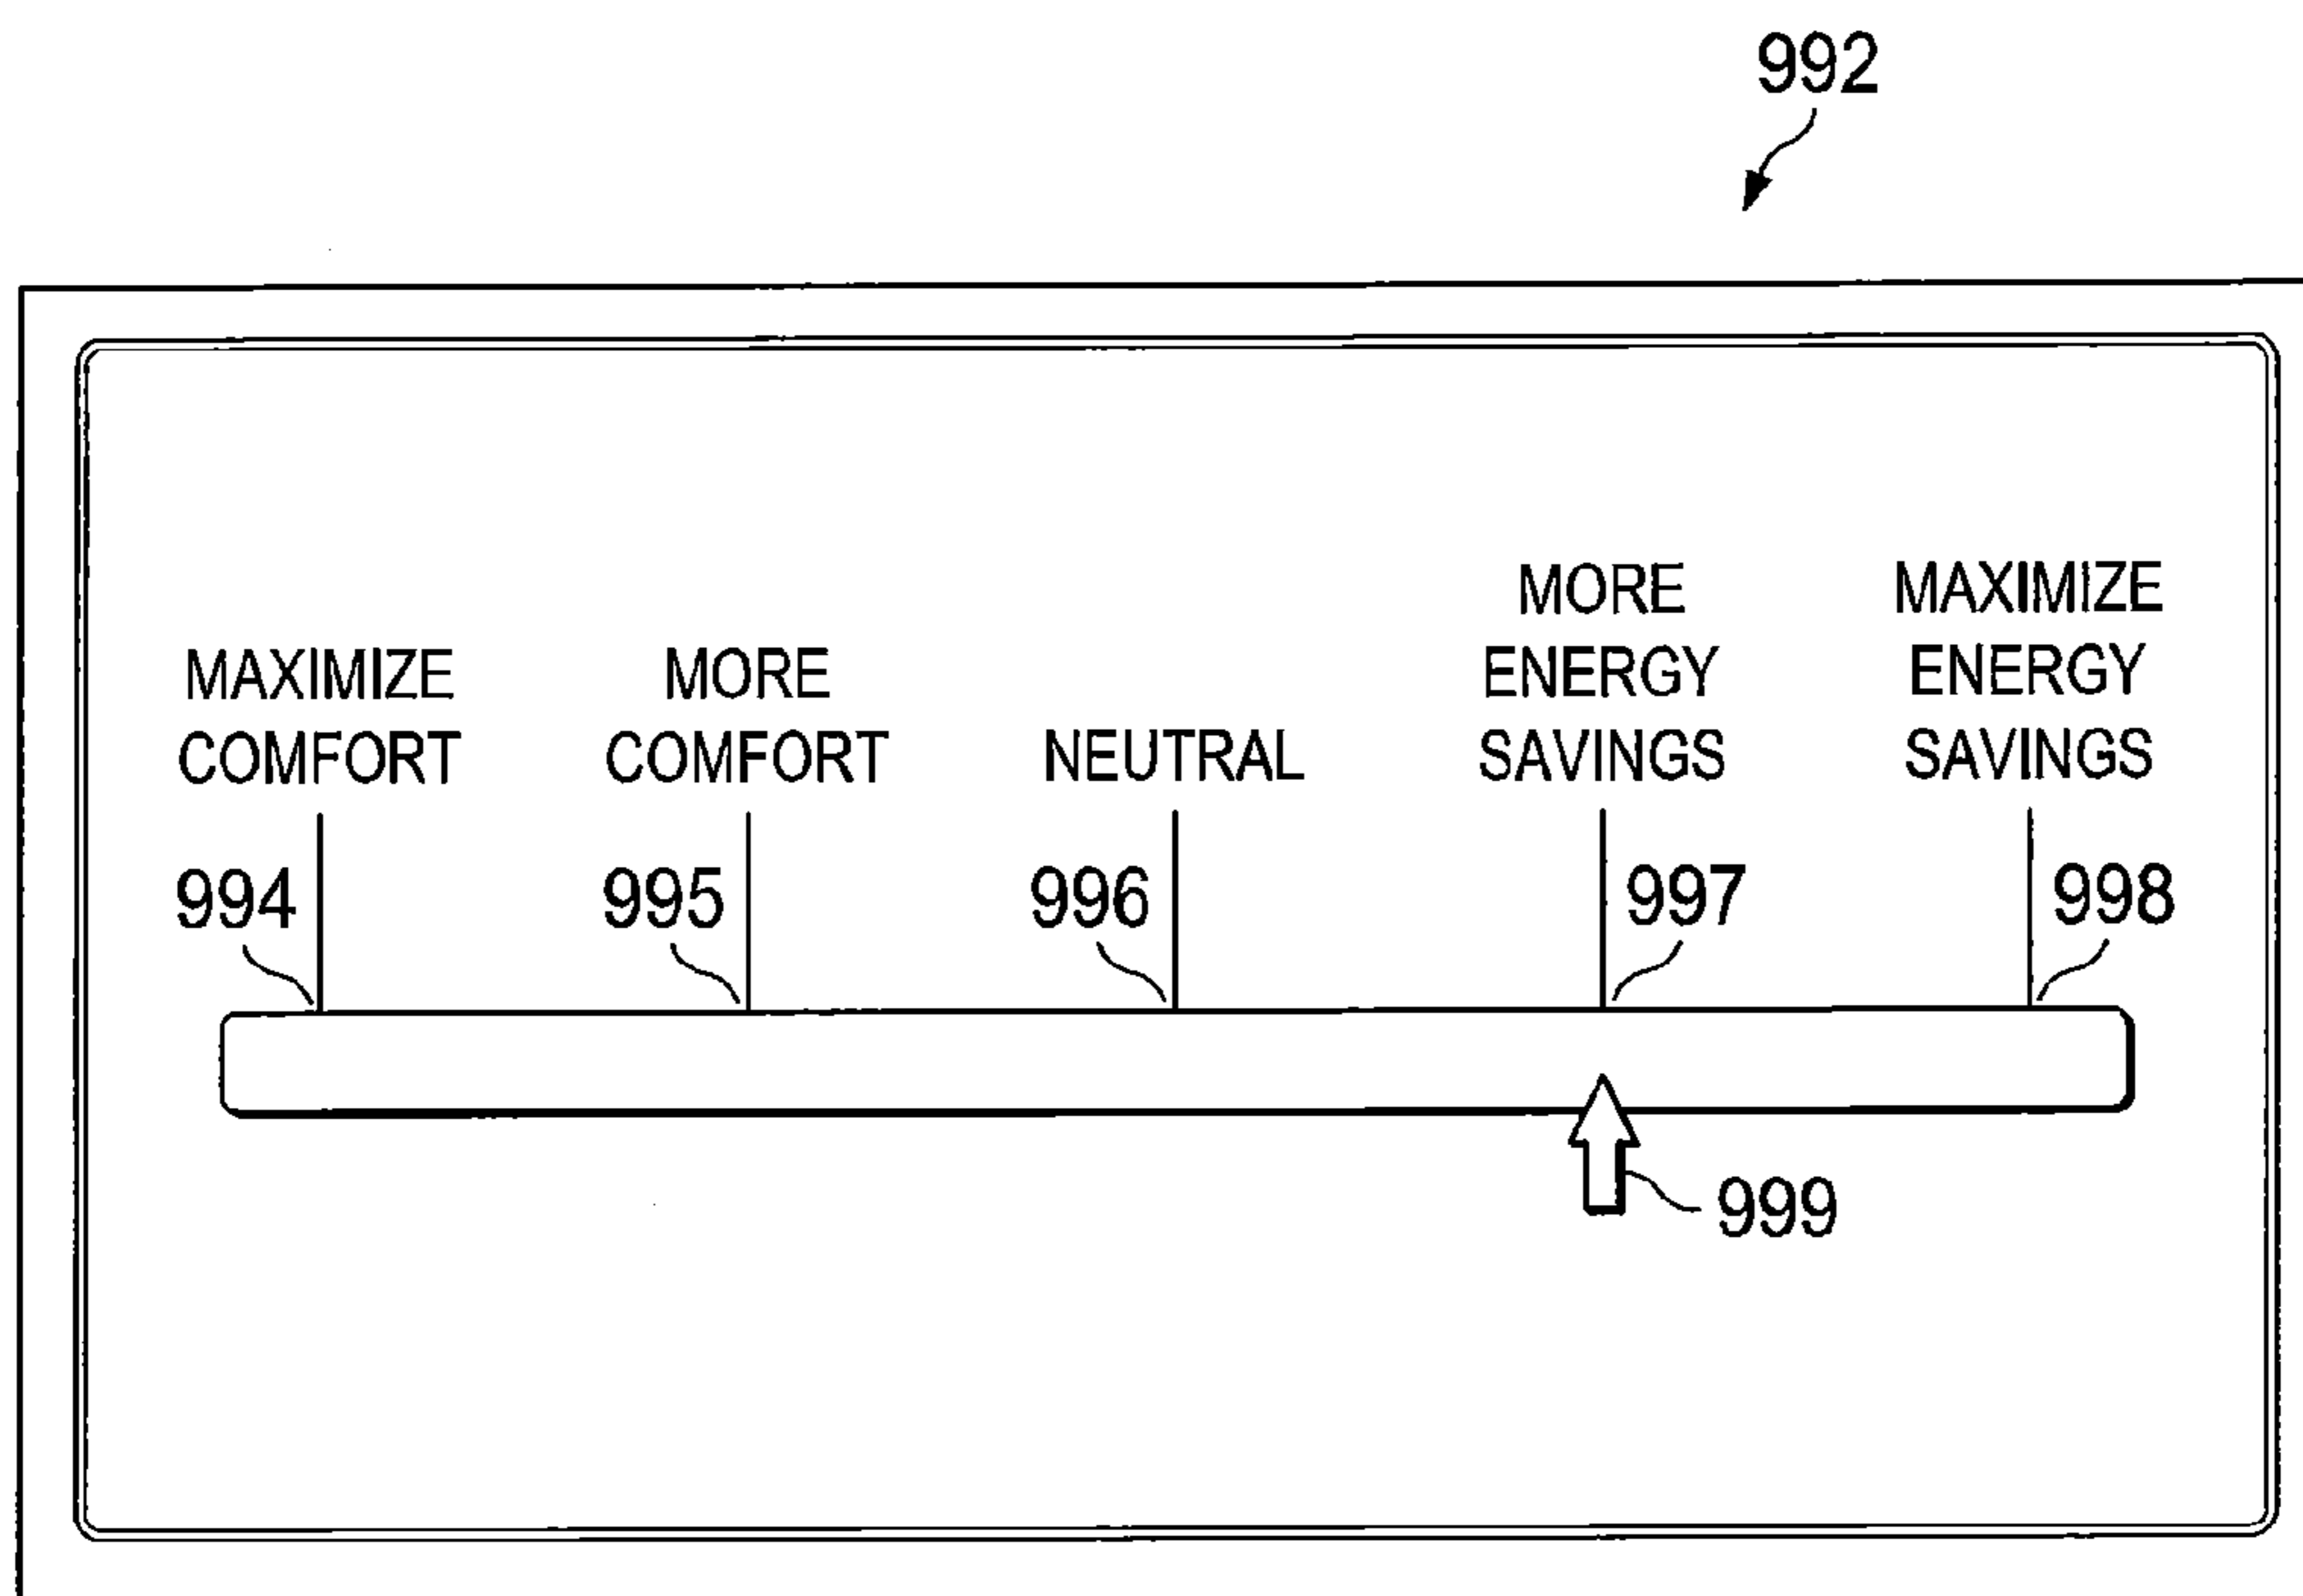 992
MAXIMIZE
COMFORT
MORE
COMFORT
NEUTRAL
MORE
ENERGY
SAVINGS
MAXIMIZE
ENERGY
SAVINGS
994
995
996
997
998
999